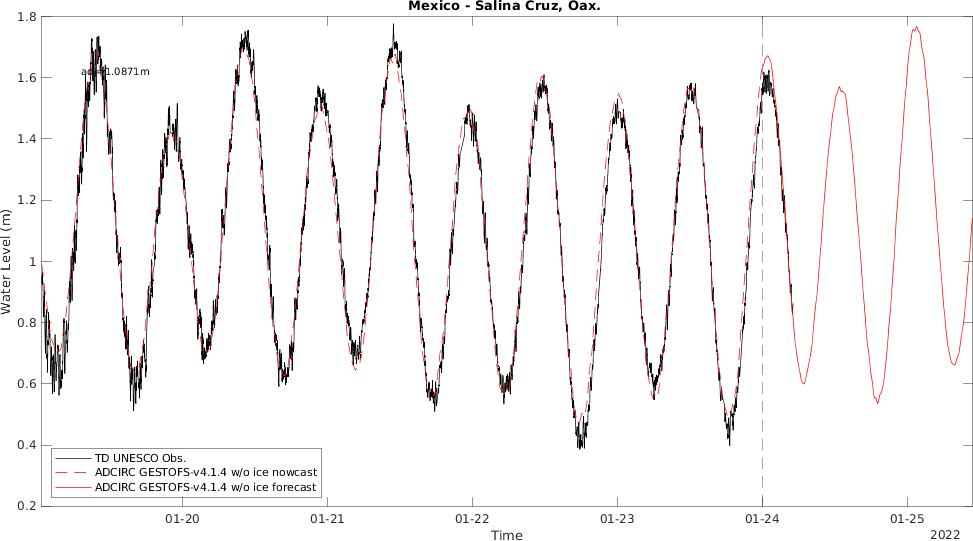 Mexico - Salina Cruz, Oax.
1.8
1.6
1.4
1.2
1
0.8
0.6
0.4
0.2
Water Level (m)
1.0871m
TD UNESCO Obs.
ADCIRC GESTOFS-v4.1.4 w/o ice nowcast
ADCIRC GESTOFS-v4.1.4 w/o ice forecast
01-20 01-21 01-22 01-23 01-24 01-25
Time
2022